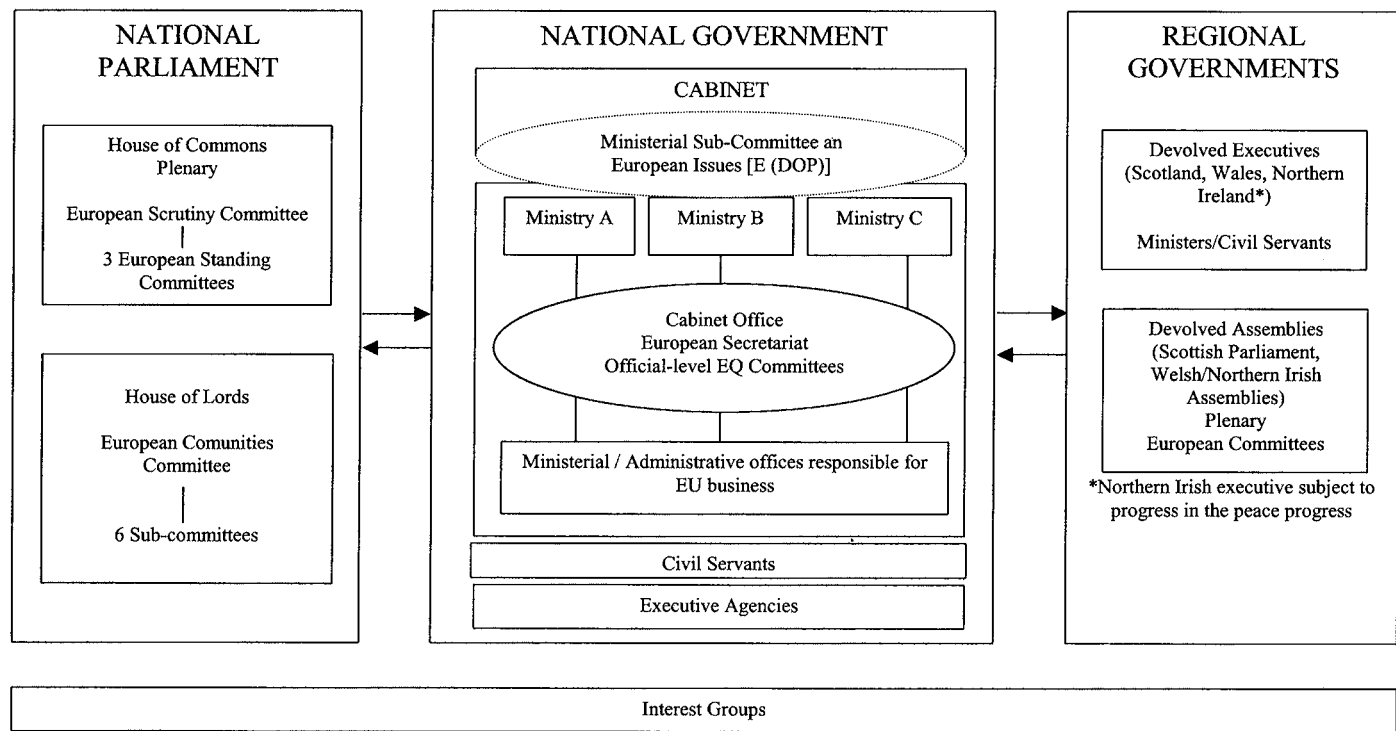 NATIONAL
PARLIAMENT
House of Commons
Plenary
European Scrutiny Committee
3 European Standing
Committees
House of Lords
European Comunities
Committee
6 Sub-committees
NATIONAL GOVERNMENT
CABINET
Ministerial Sub-Committee an
European Issues [E (DOP)]
Ministry A
Ministry B
Ministry C
Cabinet Office
European Secretariat
Official-level EQ Committees
Ministerial / Administrative offices responsible for
EU business
Civil Servants
Executive Agencies
REGIONAL
GOVERNMENTS
Devolved Executives
(Scotland, Wales, Northern
Ireland*)
Ministers/Civil Servants
Devolved Assemblies
(Scottish Parliament,
Welsh/Northern Irish
Assemblies)
Plenary
European Committees
*Northern Irish executive subject to
progress in the peace progress
Interest Groups